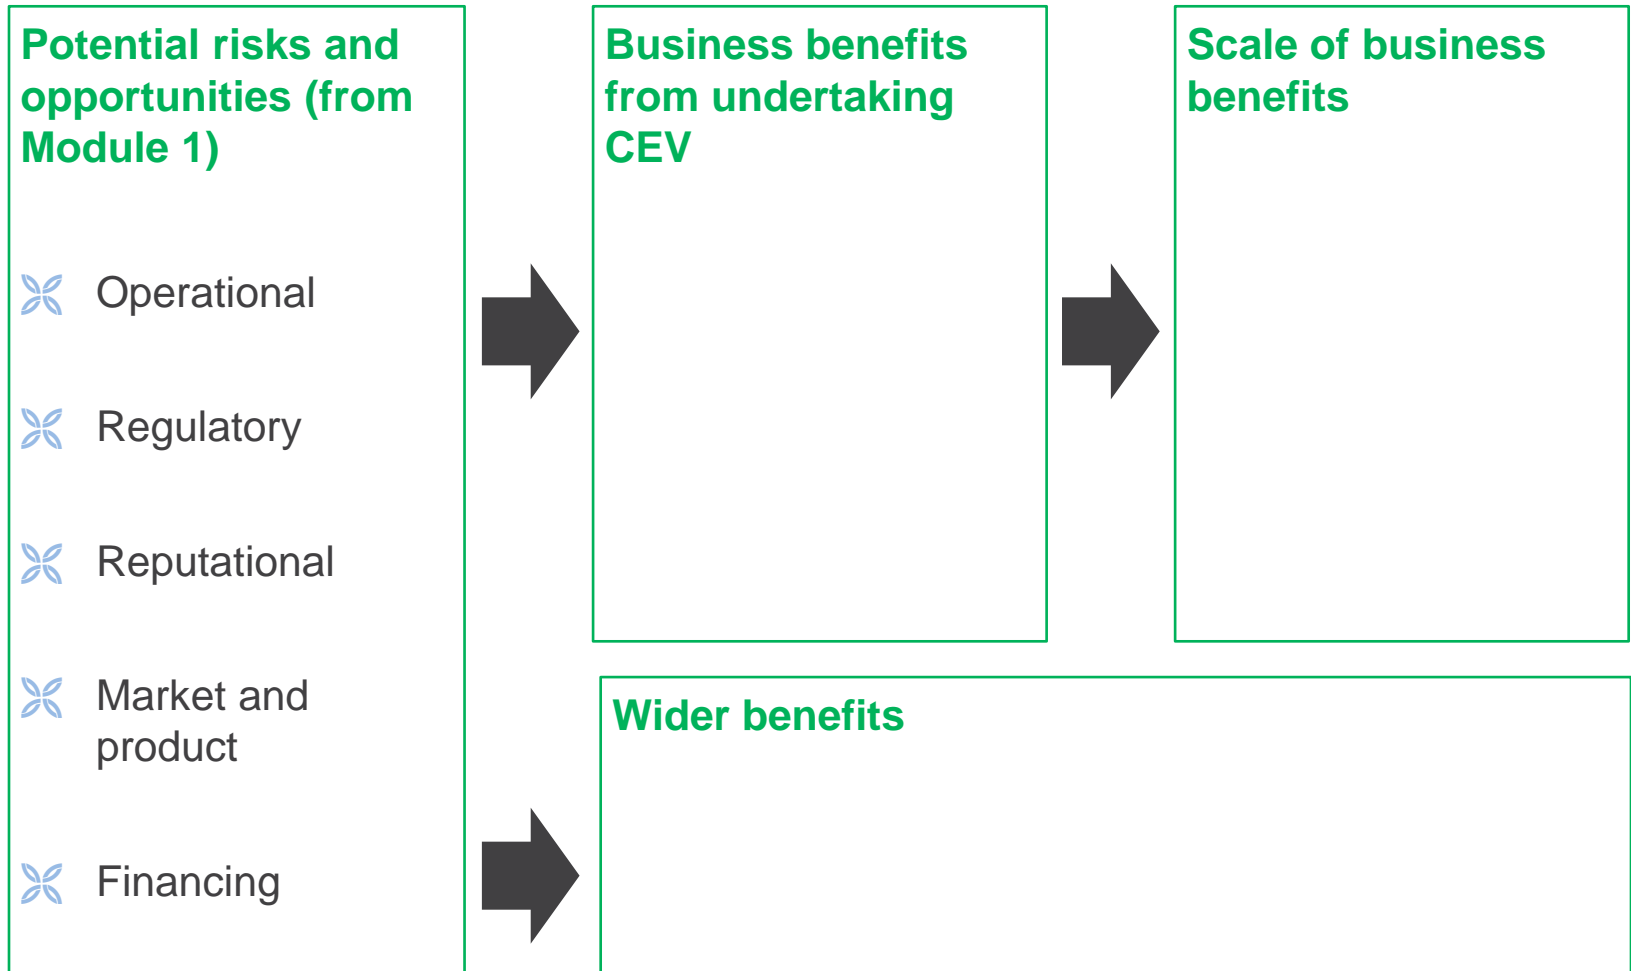 Potential risks and
opportunities (from
Module 1)
Operational
Regulatory
Reputational
Market and
product
Financing
Business benefits
from undertaking
CEV
Scale of business
benefits
Wider benefits